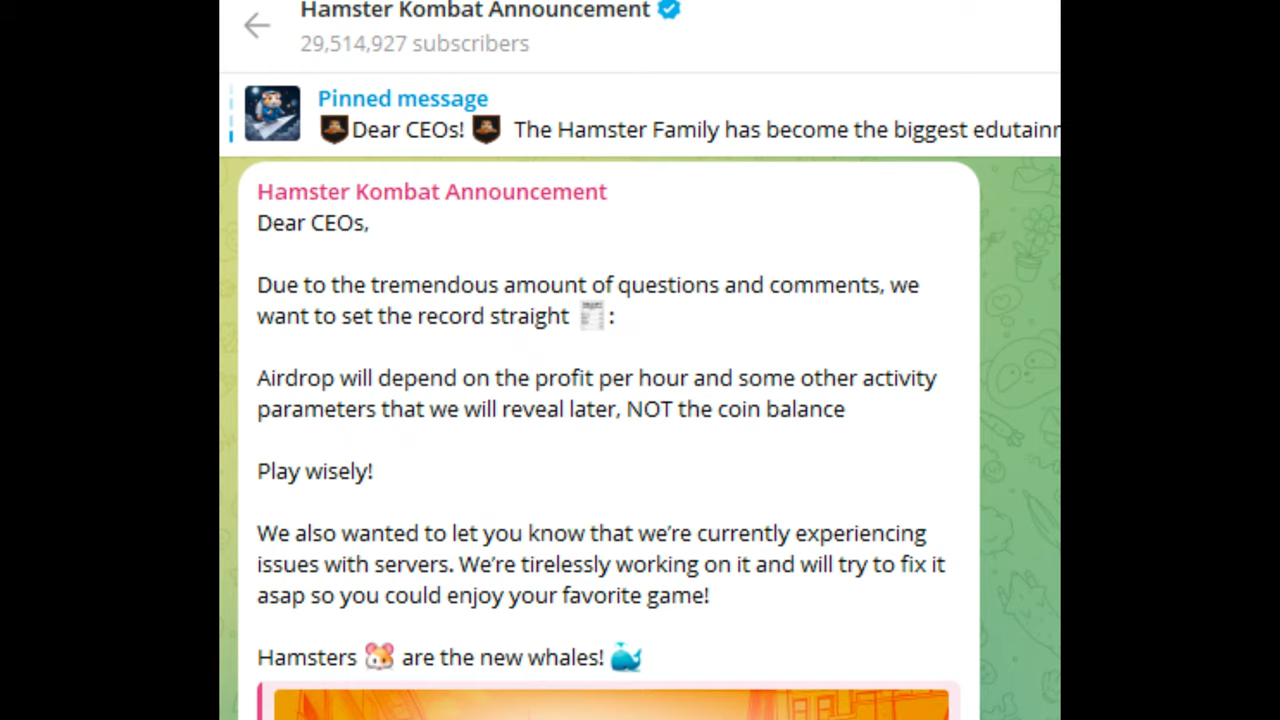 Hamster Kombat Announcement
29,514,927 subscribers
Pinned message
Dear CEOs! The Hamster Family has become the biggest edutain
Hamster Kombat Announcement
Dear CEOs,
Due to the tremendous amount of questions and comments, we
want to set the record straight :
Airdrop will depend on the profit per hour and some other activity
parameters that we will reveal later, NOT the coin balance
Play wisely!
We also wanted to let you know that we’re currently experiencing
issues with servers. We’re tirelessly working on it and will try to fix it
asap so you could enjoy your favorite game!
Hamsters 🐹 are the new whales! 🐳